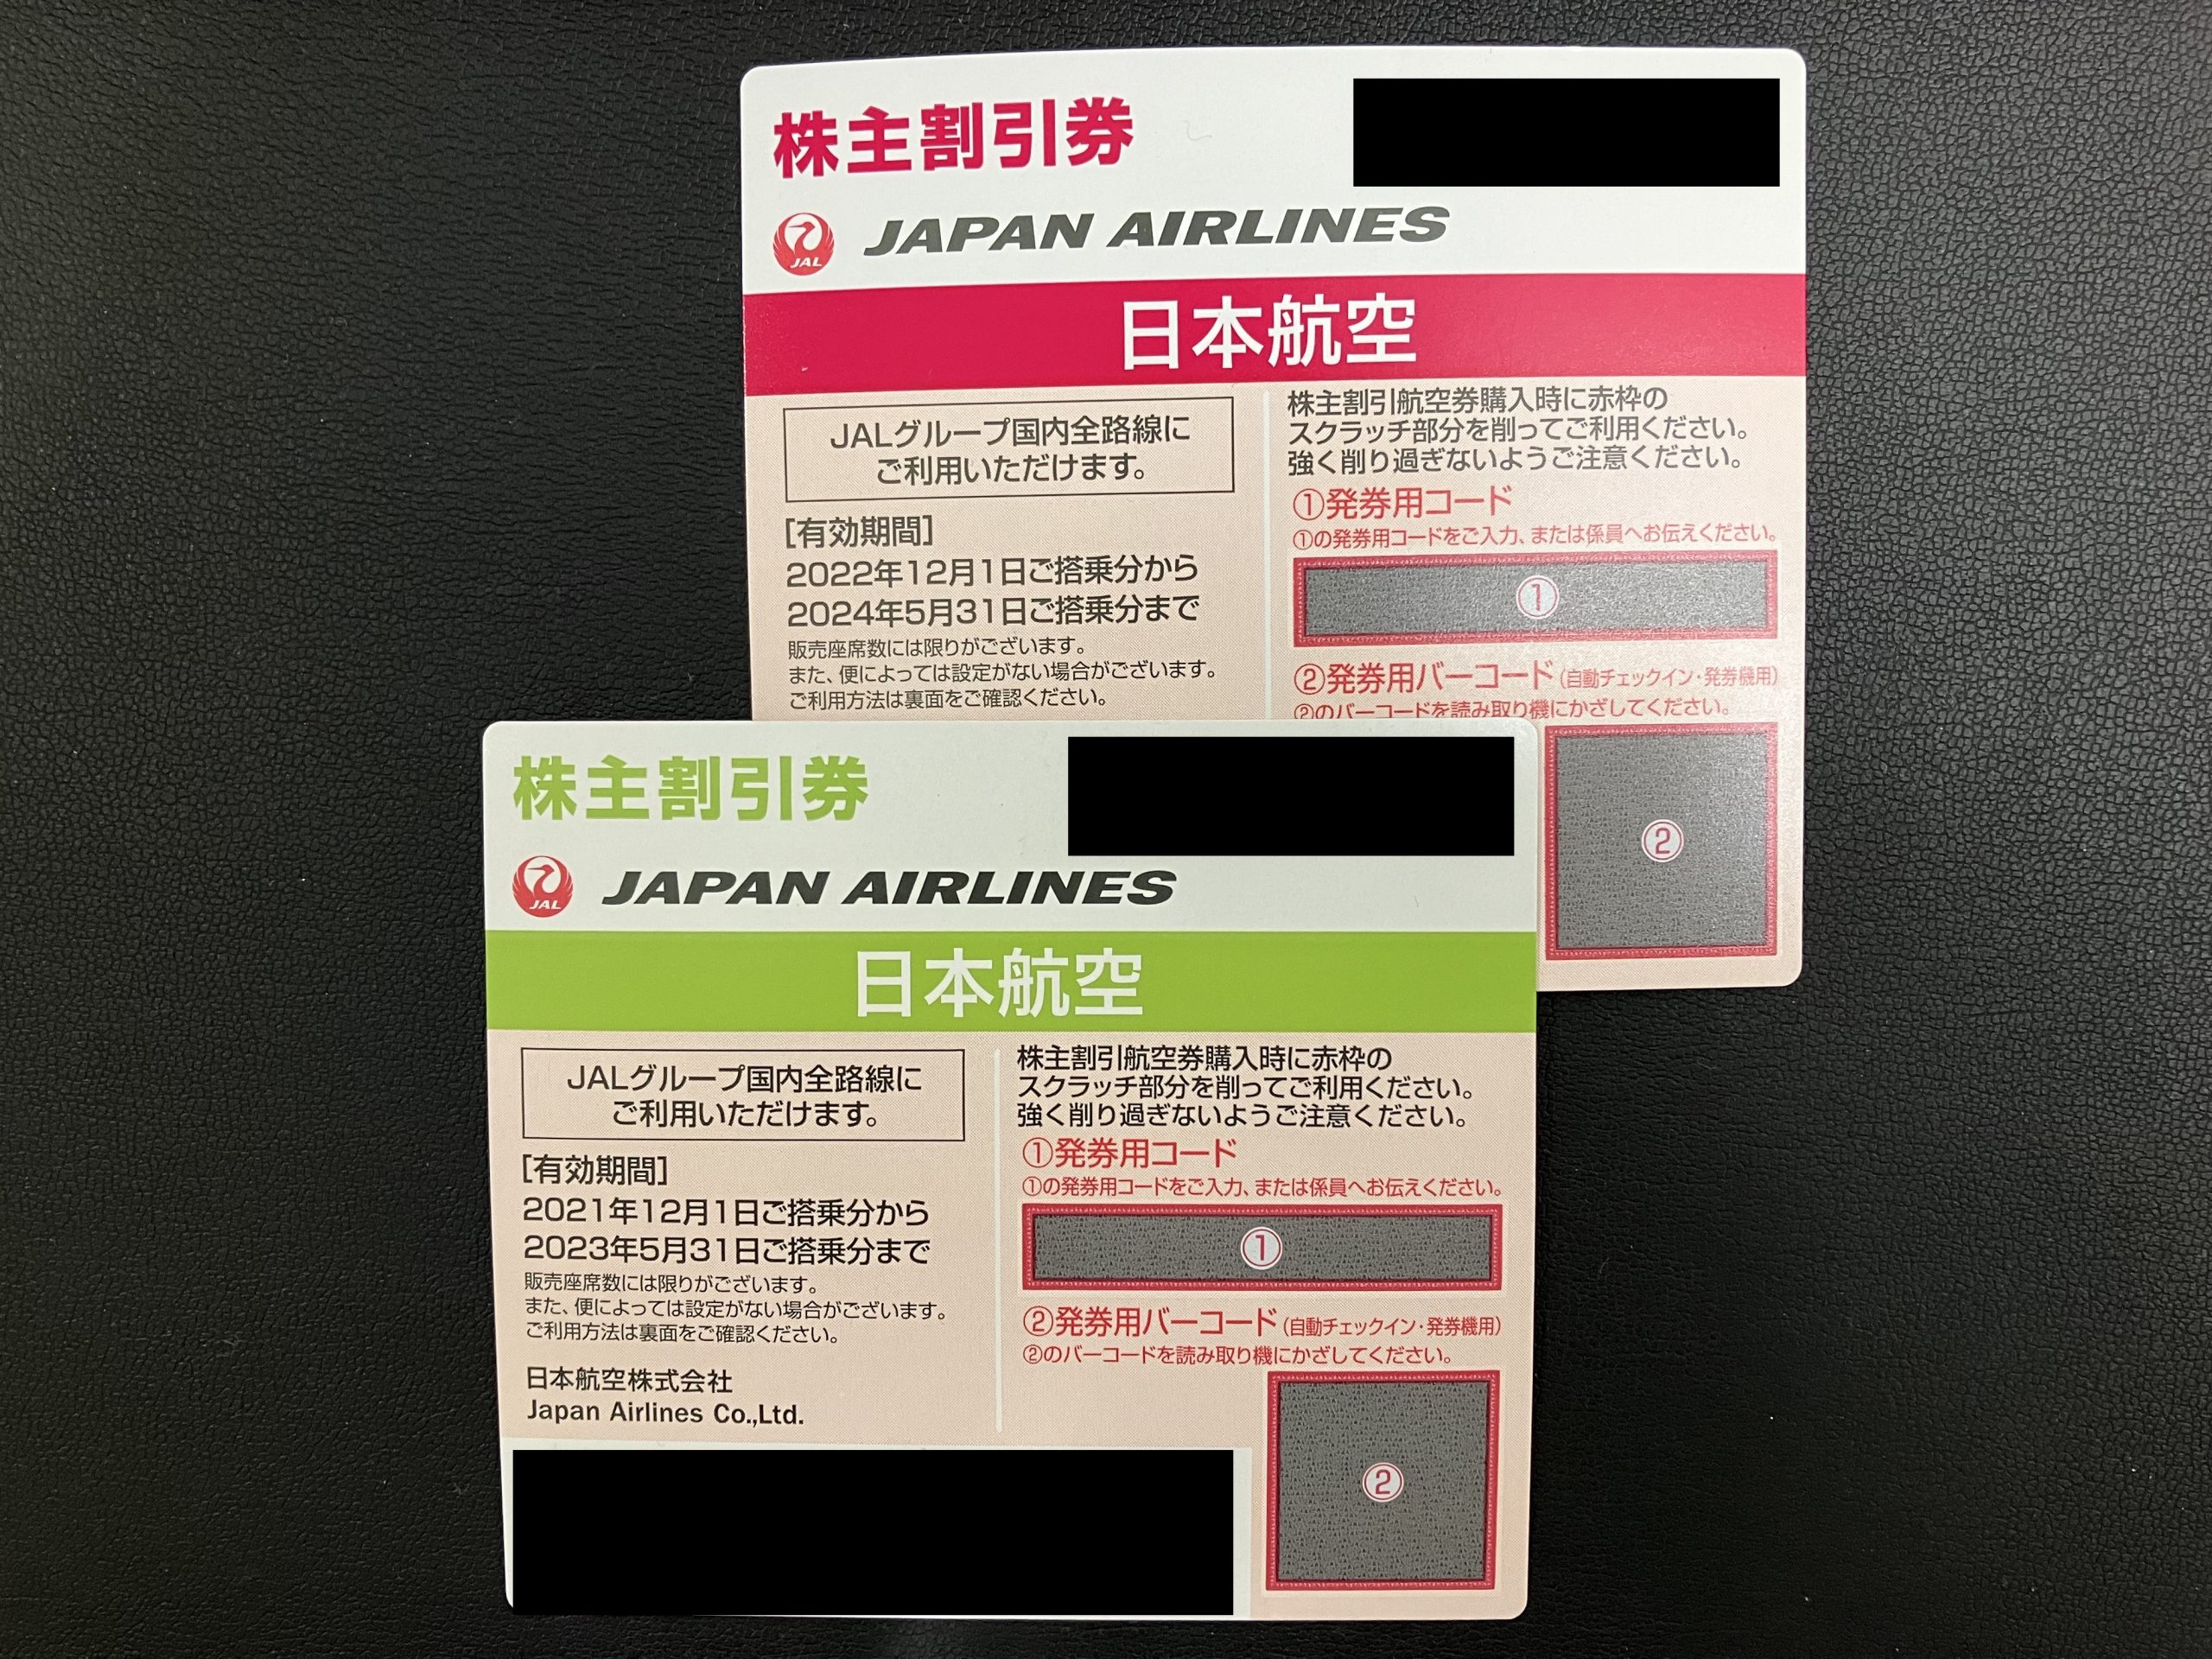 株主割引券
JAL
JAPAN AIRLINES
日本航空
JALグループ国内全路線に
ご利用いただけます。
[有効期間]
2022年12月1日ご搭乗分から
2024年5月31日ご搭乗分まで
販売座席数には限りがございます。
また、便によっては設定がない場合がございます。
ご利用方法は裏面をご確認ください。
株主割引航空券購入時に赤枠の
スクラッチ部分を削ってご利用ください。
強く削り過ぎないようご注意ください。
①発券用コード
①の発券用コードをご入力、または係員へお伝えください。
①
②発券用バーコード(自動チェックイン・発券機用)
②のバーコードを読み取り機にかざしてください。
②
株主割引券
JAL
JAPAN AIRLINES
日本航空
JALグループ国内全路線に
ご利用いただけます。
[有効期間]
2021年12月1日ご搭乗分から
2023年5月31日ご搭乗分まで
販売座席数には限りがございます。
また、便によっては設定がない場合がございます。
ご利用方法は裏面をご確認ください。
日本航空株式会社
Japan Airlines Co.,Ltd.
株主割引航空券購入時に赤枠の
スクラッチ部分を削ってご利用ください。
強く削り過ぎないようご注意ください。
①発券用コード
①の発券用コードをご入力、または係員へお伝えください。
①
②発券用バーコード(自動チェックイン・発券機用)
②のバーコードを読み取り機にかざしてください。
②